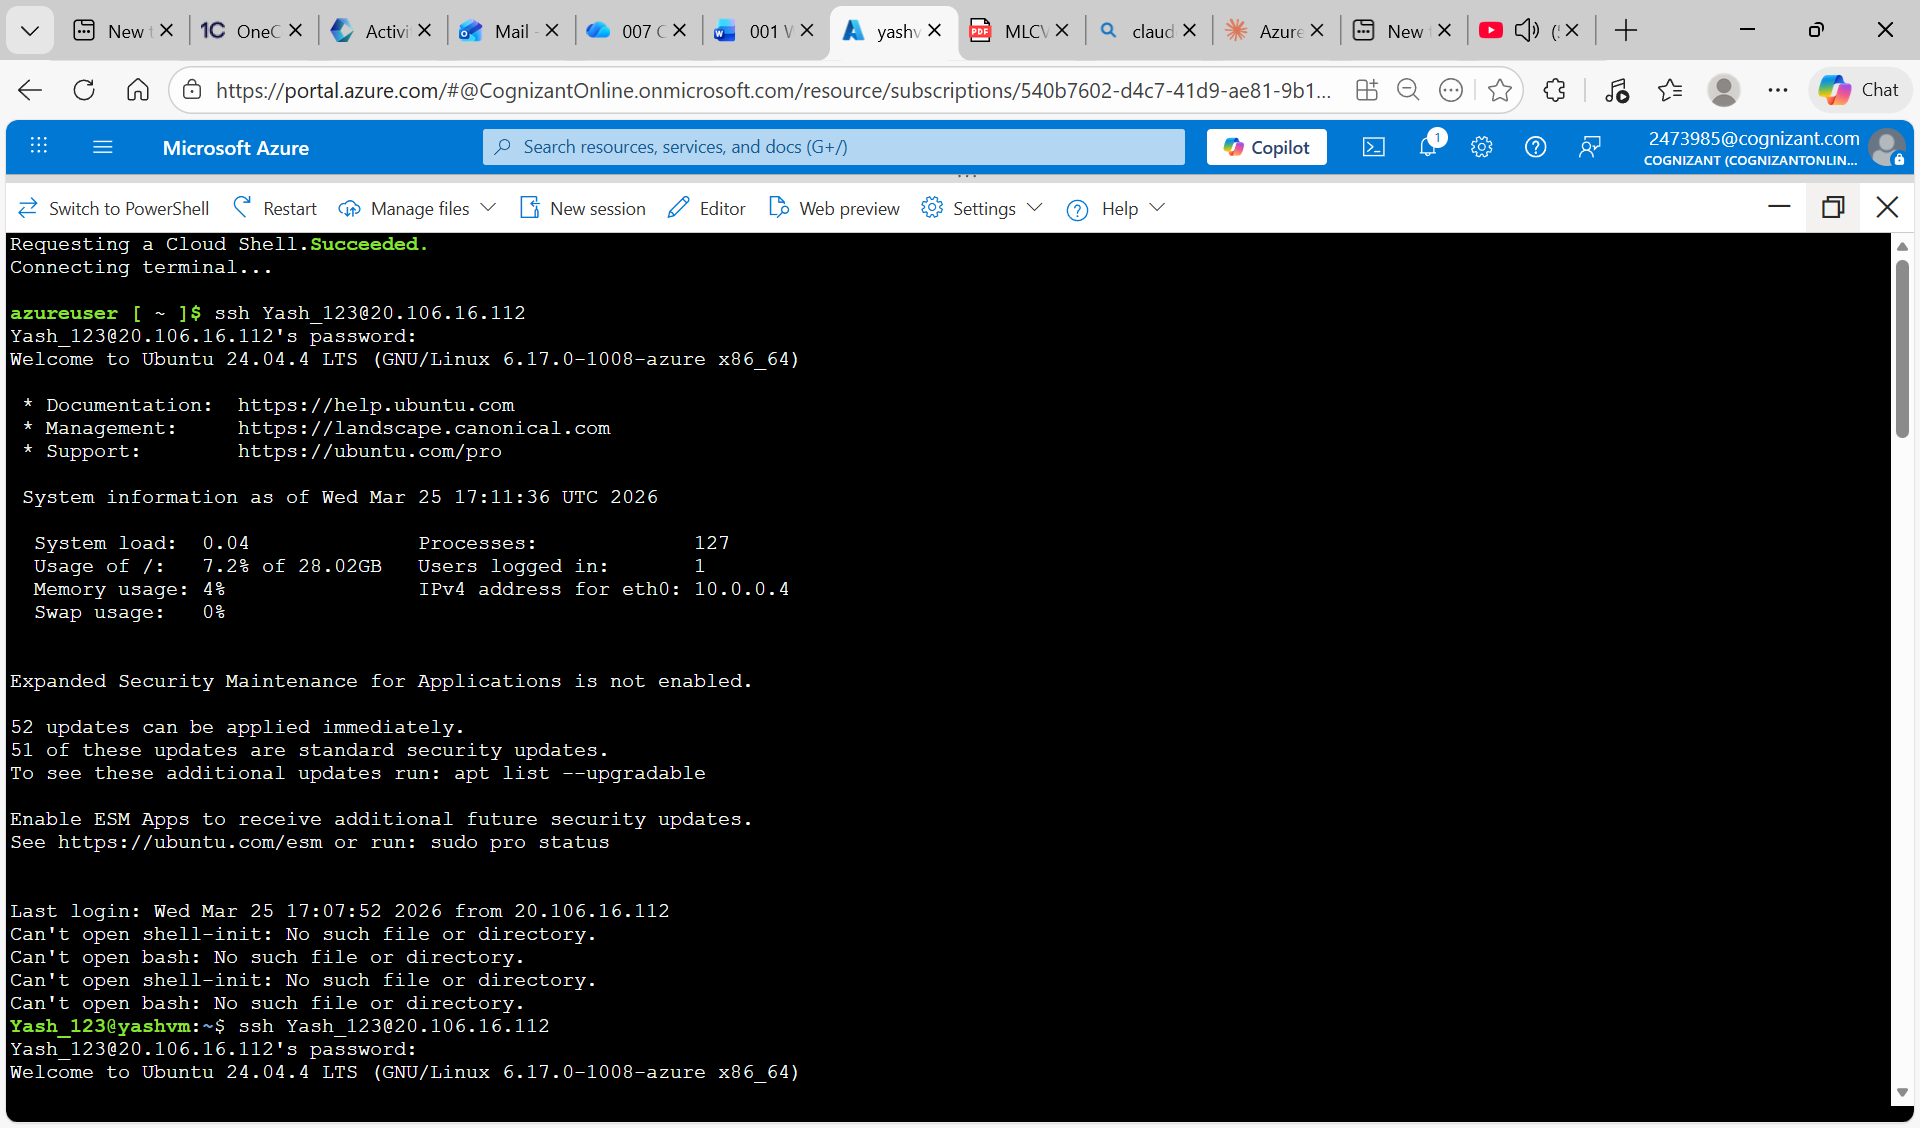 New t
OneC
Activi
Mail -
007 C
001 W
yashv
MLCV
claud
Azure
New t
https://portal.azure.com/#@CognizantOnline.onmicrosoft.com/resource/subscriptions/540b7602-d4c7-41d9-ae81-9b1...
Chat
Microsoft Azure
Search resources, services, and docs (G+/)
Copilot
1
2473985@cognizant.com
COGNIZANT (COGNIZANTONLIN...
Switch to PowerShell
Restart
Manage files
New session
Editor
Web preview
Settings
Help
Requesting a Cloud Shell.Succeeded.
Connecting terminal...
azureuser [ ~ ]$ ssh Yash_123@20.106.16.112
Yash_123@20.106.16.112's password:
Welcome to Ubuntu 24.04.4 LTS (GNU/Linux 6.17.0-1008-azure x86_64)
* Documentation:  https://help.ubuntu.com
* Management:     https://landscape.canonical.com
* Support:        https://ubuntu.com/pro
System information as of Wed Mar 25 17:11:36 UTC 2026
System load:  0.04              Processes:             127
Usage of /:   7.2% of 28.02GB   Users logged in:       1
Memory usage: 4%                IPv4 address for eth0: 10.0.0.4
Swap usage:   0%
Expanded Security Maintenance for Applications is not enabled.
52 updates can be applied immediately.
51 of these updates are standard security updates.
To see these additional updates run: apt list --upgradable
Enable ESM Apps to receive additional future security updates.
See https://ubuntu.com/esm or run: sudo pro status
Last login: Wed Mar 25 17:07:52 2026 from 20.106.16.112
Can't open shell-init: No such file or directory.
Can't open bash: No such file or directory.
Can't open shell-init: No such file or directory.
Can't open bash: No such file or directory.
Yash_123@yashvm:~$ ssh Yash_123@20.106.16.112
Yash_123@20.106.16.112's password:
Welcome to Ubuntu 24.04.4 LTS (GNU/Linux 6.17.0-1008-azure x86_64)